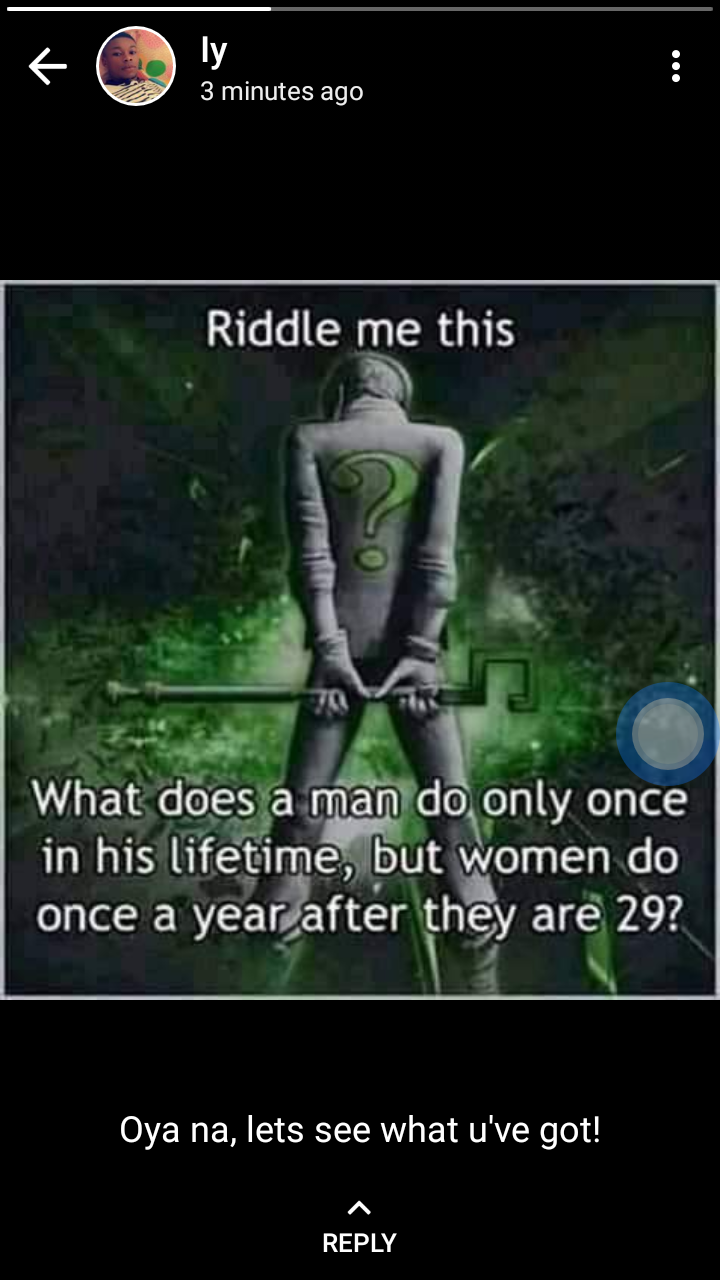 ly
3 minutes ago
Riddle me this
?
What does a man do only once
in his lifetime, but women do
once a year after they are 29?
Oya na, lets see what u've got!
REPLY